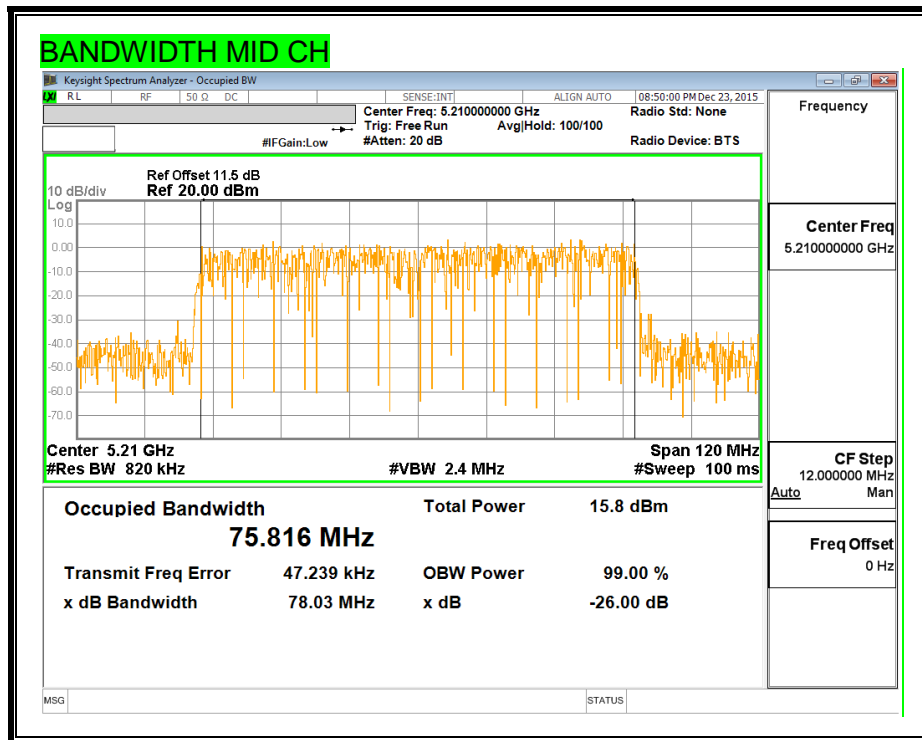 BANDWIDTH MID CH
Keysight Spectrum Analyzer - Occupied BW
LXI RL RF 50 Ω DC SENSE:INT ALIGN AUTO 08:50:00 PM Dec 23, 2015
Center Freq: 5.210000000 GHz Radio Std: None
Trig: Free Run Avg|Hold: 100/100
#IFGain:Low #Atten: 20 dB Radio Device: BTS
Frequency
Ref Offset 11.5 dB
10 dB/div Ref 20.00 dBm
Log
10.0
0.00
-10.0
-20.0
-30.0
-40.0
-50.0
-60.0
-70.0
Center Freq
5.210000000 GHz
Center 5.21 GHz Span 120 MHz
#Res BW 820 kHz #VBW 2.4 MHz #Sweep 100 ms
CF Step
12.000000 MHz
Auto Man
Occupied Bandwidth Total Power 15.8 dBm
75.816 MHz
Transmit Freq Error 47.239 kHz OBW Power 99.00 %
x dB Bandwidth 78.03 MHz x dB -26.00 dB
Freq Offset
0 Hz
MSG STATUS